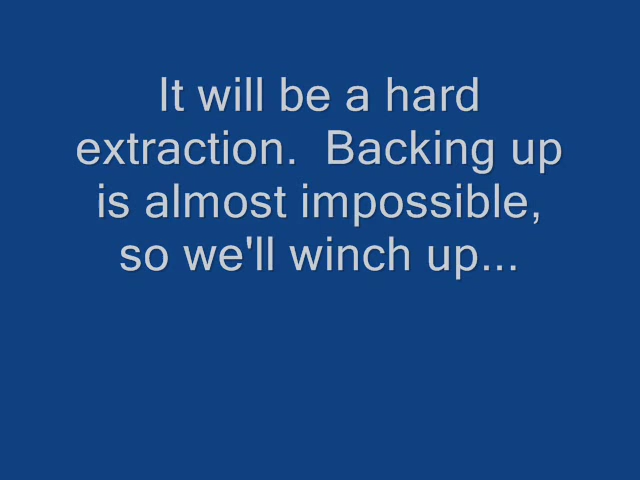 It will be a hard
extraction.  Backing up
is almost impossible,
so we'll winch up...